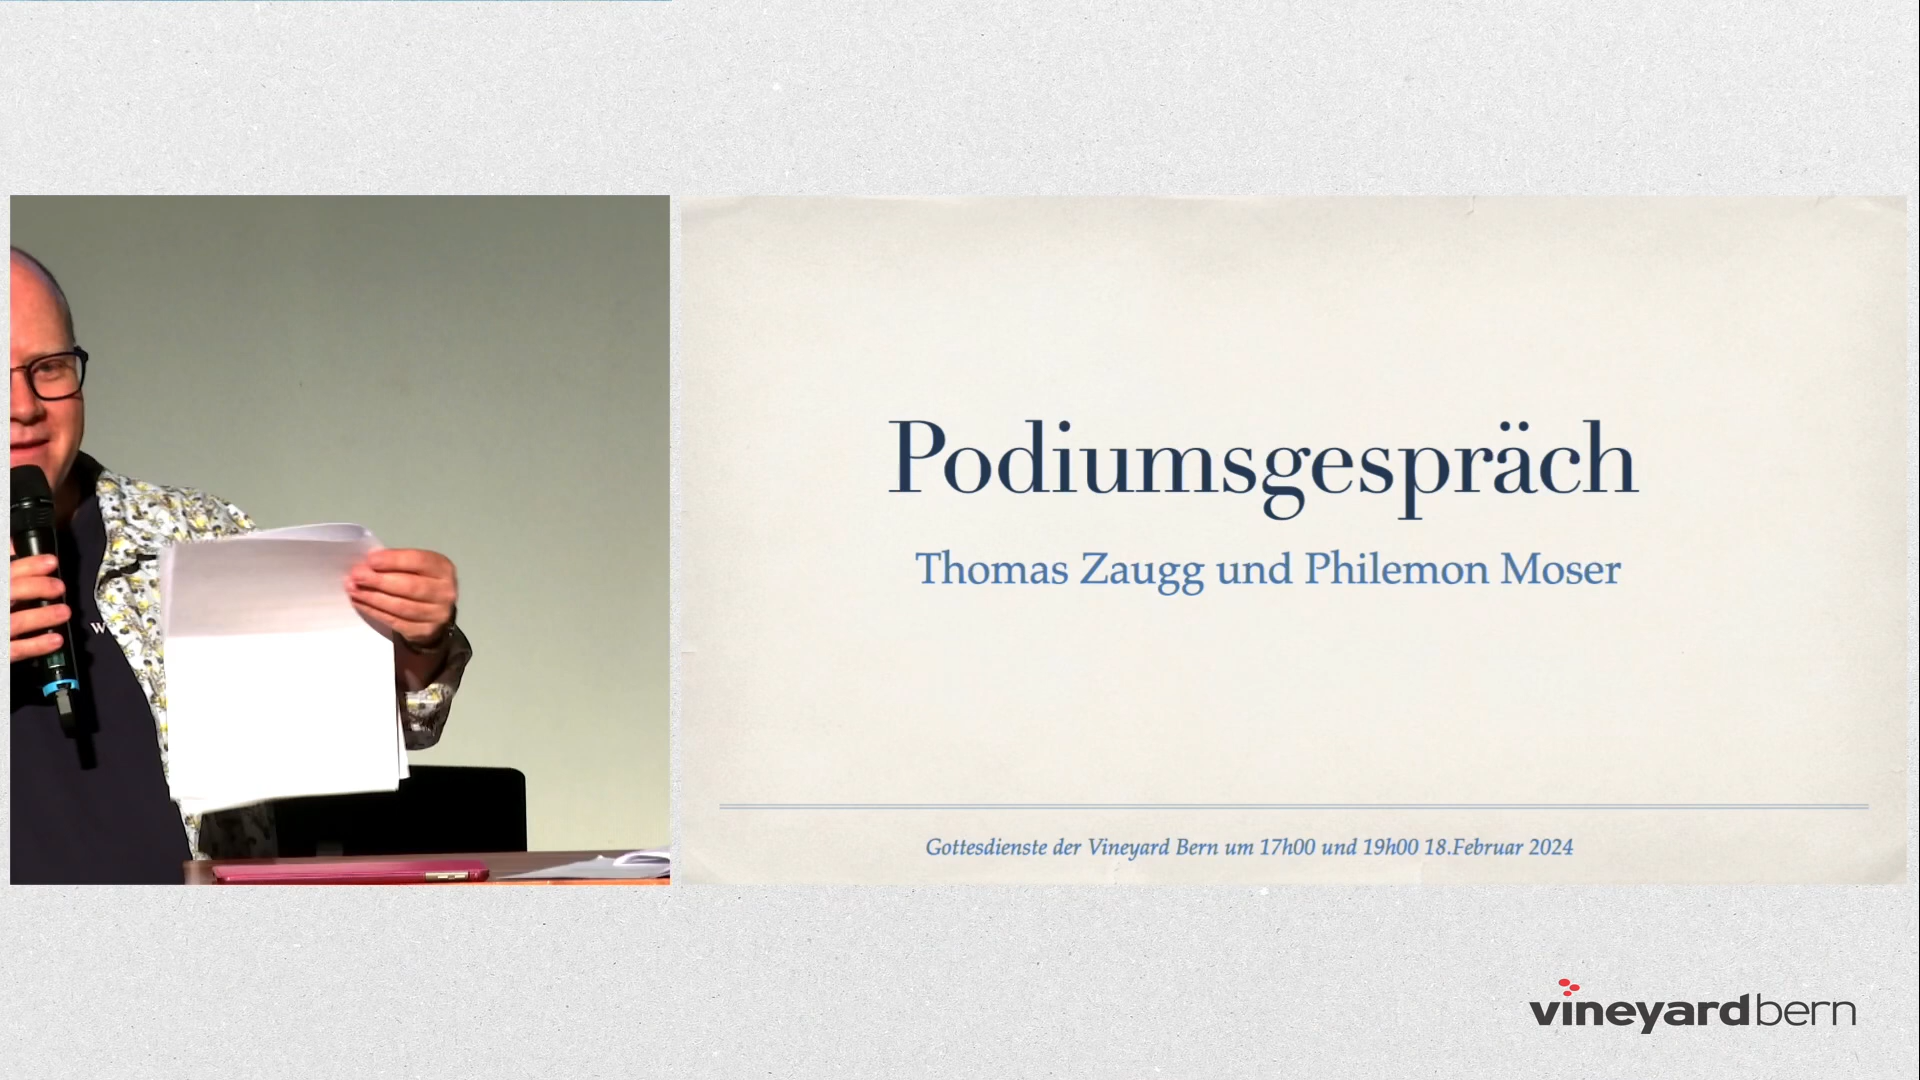 Podiumsgespräch
Thomas Zaugg und Philemon Moser
Gottesdienste der Vineyard Bern um 17h00 und 19h00 18.Februar 2024
vineyardbern